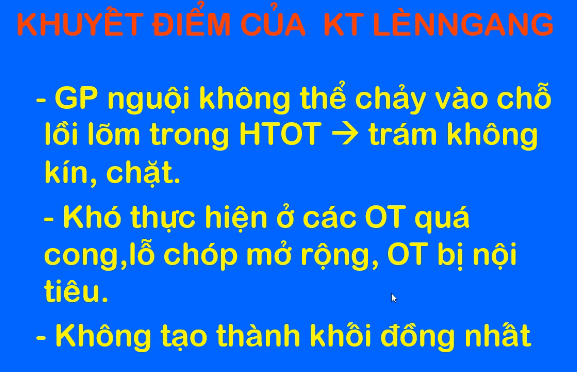 KHUYẾT ĐIỂM CỦA KT LÈNNGANG
- GP nguội không thể chảy vào chỗ
lồi lõm trong HTOT → trám không
kín, chặt.
- Khó thực hiện ở các OT quá
cong,lỗ chóp mở rộng, OT bị nội
tiêu.
- Không tạo thành khối đồng nhất